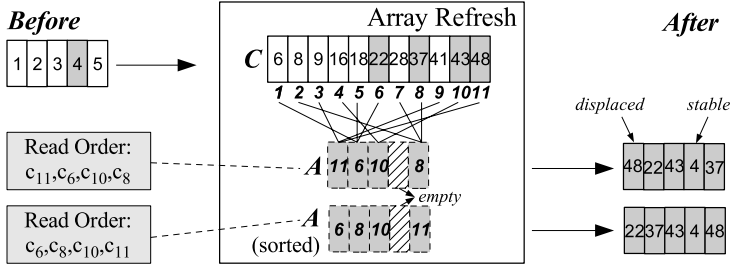 Before
Array Refresh
After
1 2 3 4 5
C 6 8 9 16 18 22 28 37 41 43 48
1 2 3 4 5 6 7 8 9 10 11
displaced
stable
Read Order:
c11,c6,c10,c8
A 11 6 10 8
48 22 43 4 37
empty
Read Order:
c6,c8,c10,c11
A
(sorted)
6 8 10 11
22 37 43 4 48